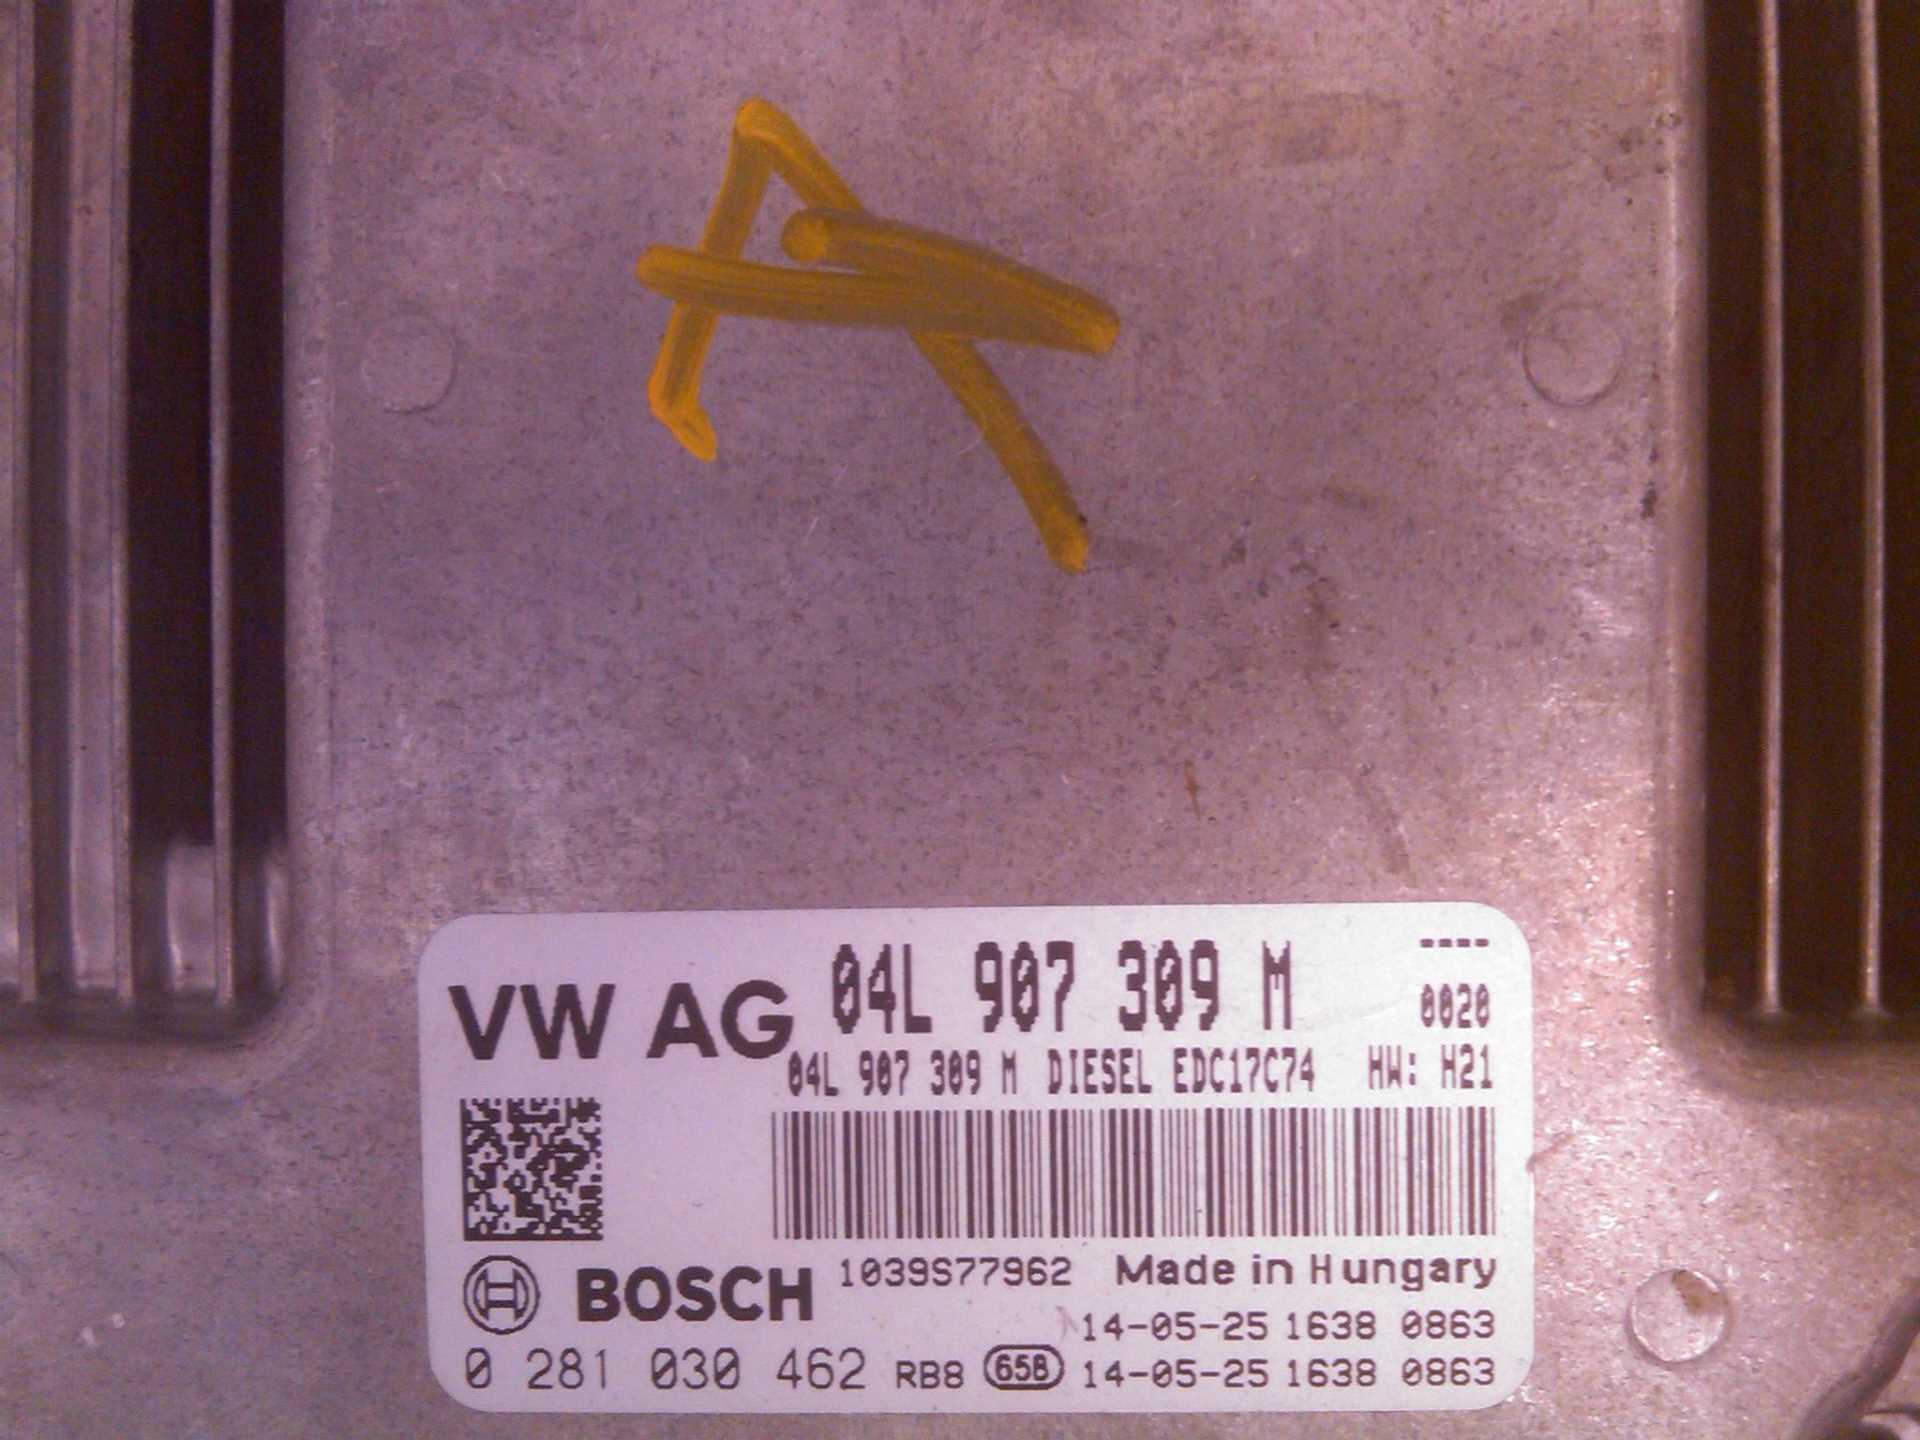 A
VW AG 04L 907 309 M ----
0020
04L 907 309 M DIESEL EDC17C74 HW: H21
BOSCH 1039S77962 Made in Hungary
14-05-25 1638 0863
0 281 030 462 RB8 65B 14-05-25 1638 0863